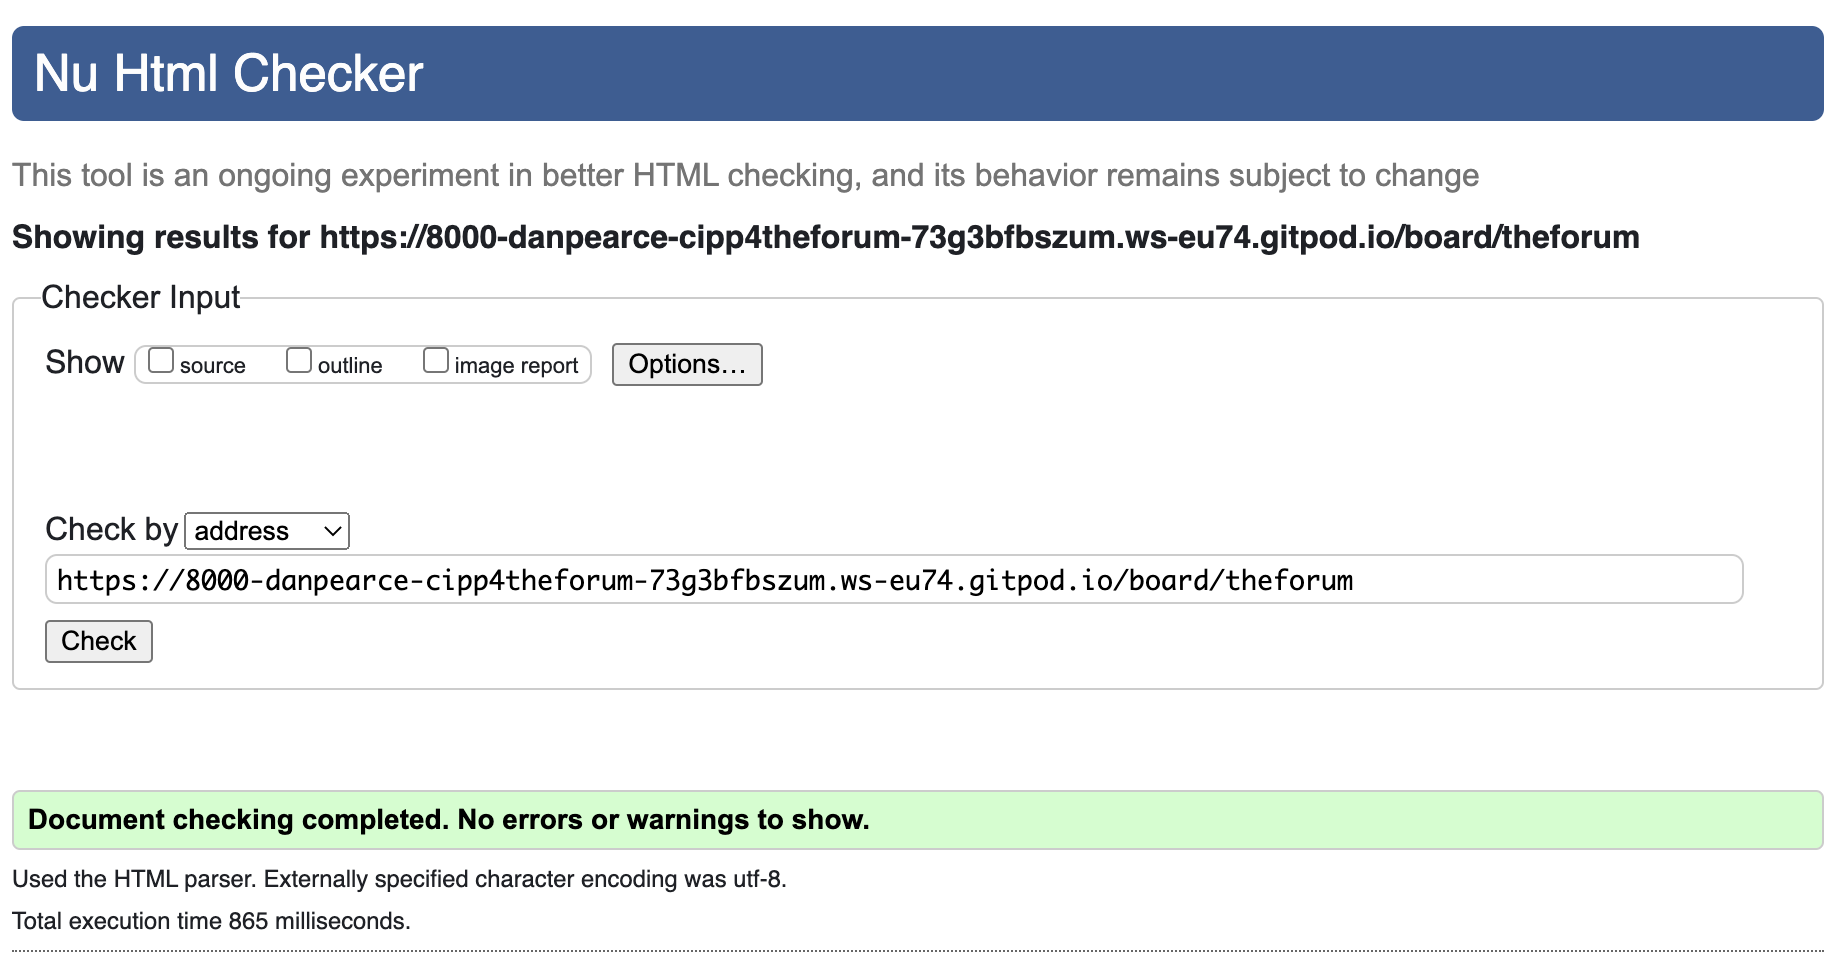 Nu Html Checker
This tool is an ongoing experiment in better HTML checking, and its behavior remains subject to change
Showing results for https://8000-danpearce-cipp4theforum-73g3bfbszum.ws-eu74.gitpod.io/board/theforum
Checker Input
Show source outline image report Options...
Check by address
https://8000-danpearce-cipp4theforum-73g3bfbszum.ws-eu74.gitpod.io/board/theforum
Check
Document checking completed. No errors or warnings to show.
Used the HTML parser. Externally specified character encoding was utf-8.
Total execution time 865 milliseconds.